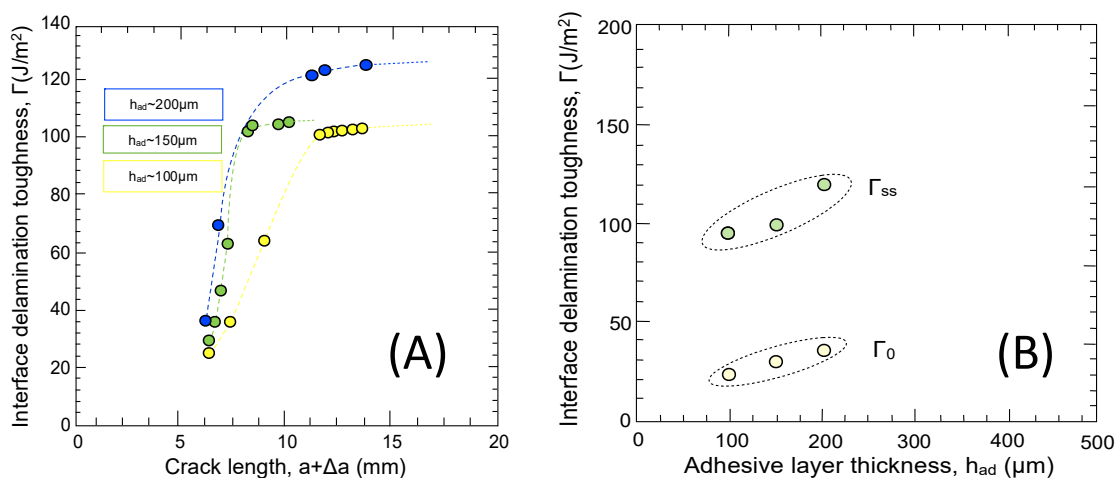 140
120
100
80
60
40
20
0
Interface delamination toughness, Γ(J/m²)
h_ad~200µm
h_ad~150µm
h_ad~100µm
(A)
0 5 10 15 20
Crack length, a+Δa (mm)
200
150
100
50
0
Interface delamination toughness, Γ(J/m²)
Γ_ss
Γ_0
(B)
0 100 200 300 400 500
Adhesive layer thickness, h_ad (µm)